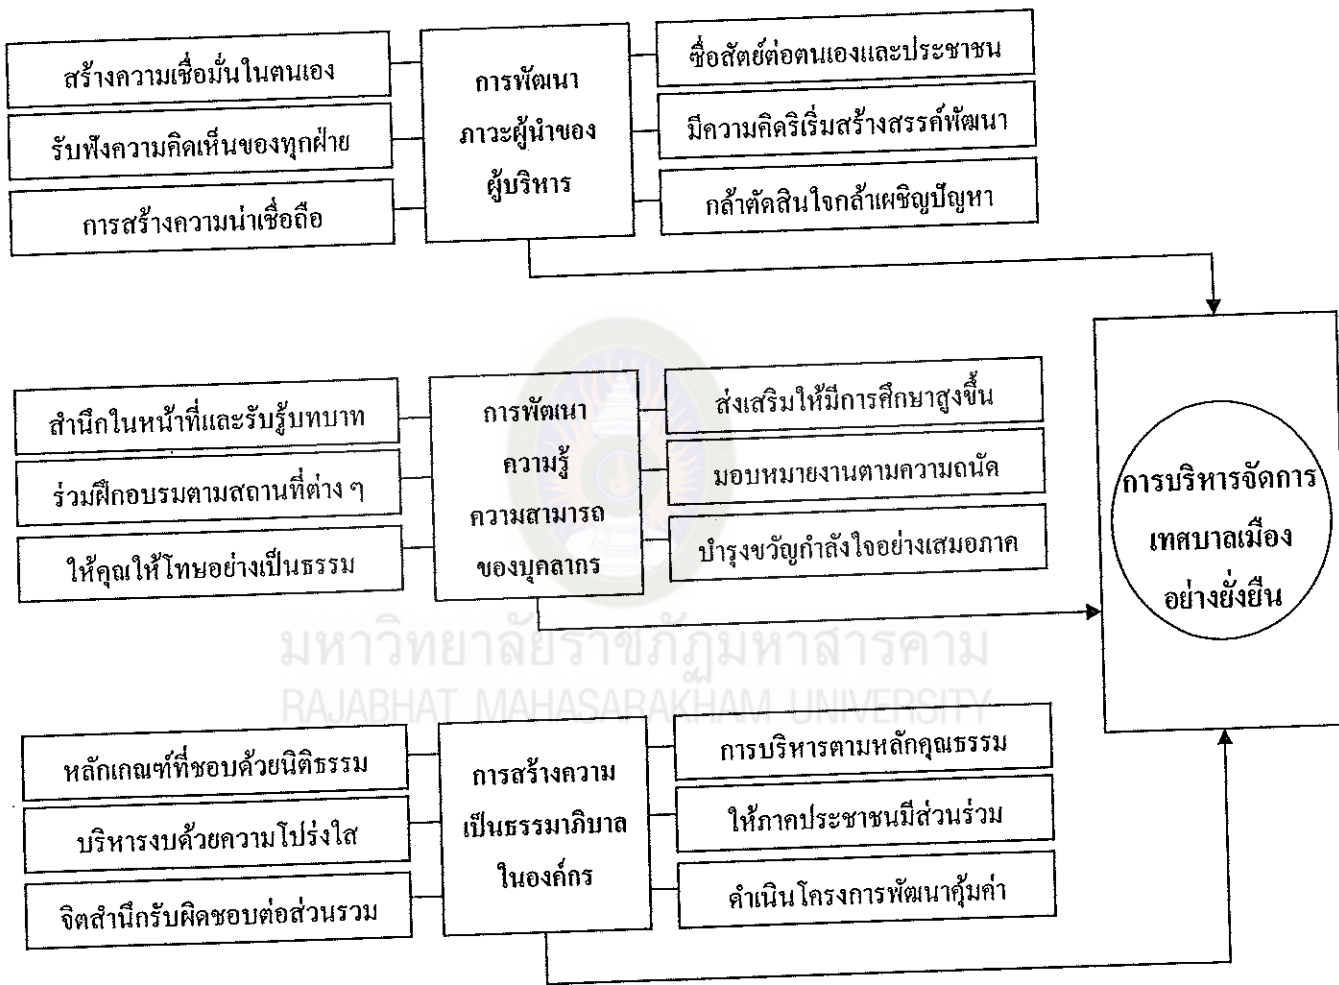 สร้างความเชื่อมั่นในตนเอง
รับฟังความคิดเห็นของทุกฝ่าย
การสร้างความน่าเชื่อถือ
การพัฒนา
ภาวะผู้นำของ
ผู้บริหาร
ซื่อสัตย์ต่อตนเองและประชาชน
มีความคิดริเริ่มสร้างสรรค์พัฒนา
กล้าตัดสินใจกล้าเผชิญปัญหา
สำนึกในหน้าที่และรับรู้บทบาท
ร่วมฝึกอบรมตามสถานที่ต่าง ๆ
ให้คุณให้โทษอย่างเป็นธรรม
การพัฒนา
ความรู้
ความสามารถ
ของบุคลากร
ส่งเสริมให้มีการศึกษาสูงขึ้น
มอบหมายงานตามความถนัด
บำรุงขวัญกำลังใจอย่างเสมอภาค
การบริหารจัดการ
เทศบาลเมือง
อย่างยั่งยืน
มหาวิทยาลัยราชภัฏมหาสารคาม
RAJABHAT MAHASARAKHAM UNIVERSITY
หลักเกณฑ์ที่ชอบด้วยนิติธรรม
บริหารงบด้วยความโปร่งใส
จิตสำนึกรับผิดชอบต่อส่วนรวม
การสร้างความ
เป็นธรรมาภิบาล
ในองค์กร
การบริหารตามหลักคุณธรรม
ให้ภาคประชาชนมีส่วนร่วม
ดำเนินโครงการพัฒนาคุ้มค่า